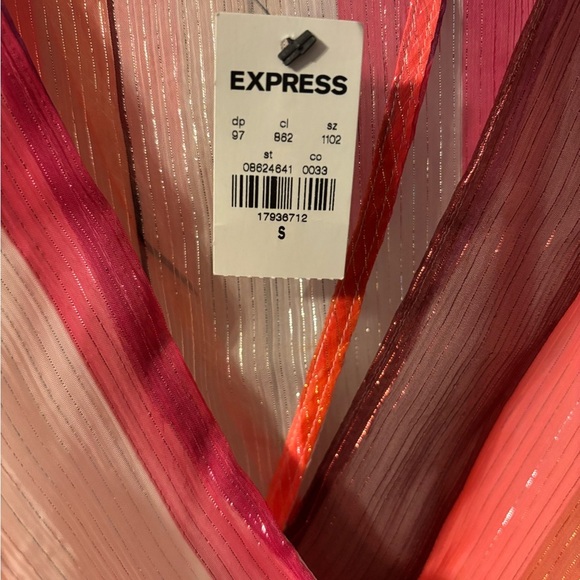 EXPRESS
dp cl sz
97 862 1102
st co
08624641 0033
17936712
S